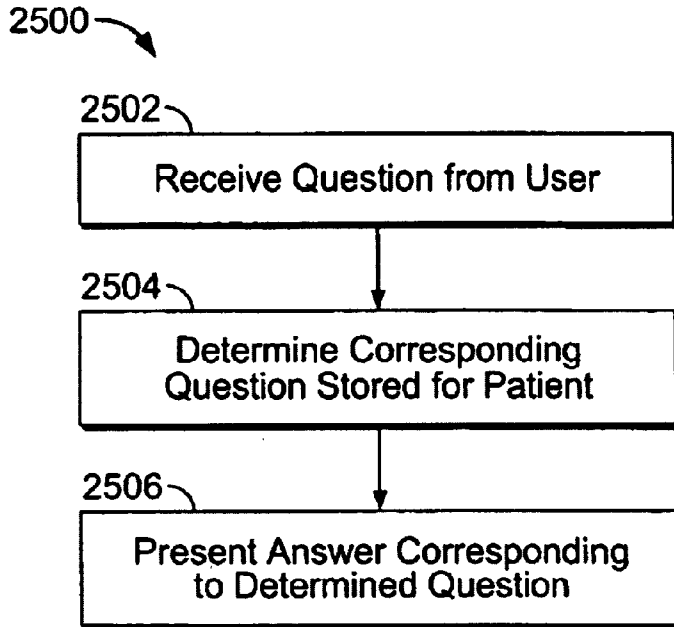 2500
2502
Receive Question from User
2504
Determine Corresponding
Question Stored for Patient
2506
Present Answer Corresponding
to Determined Question